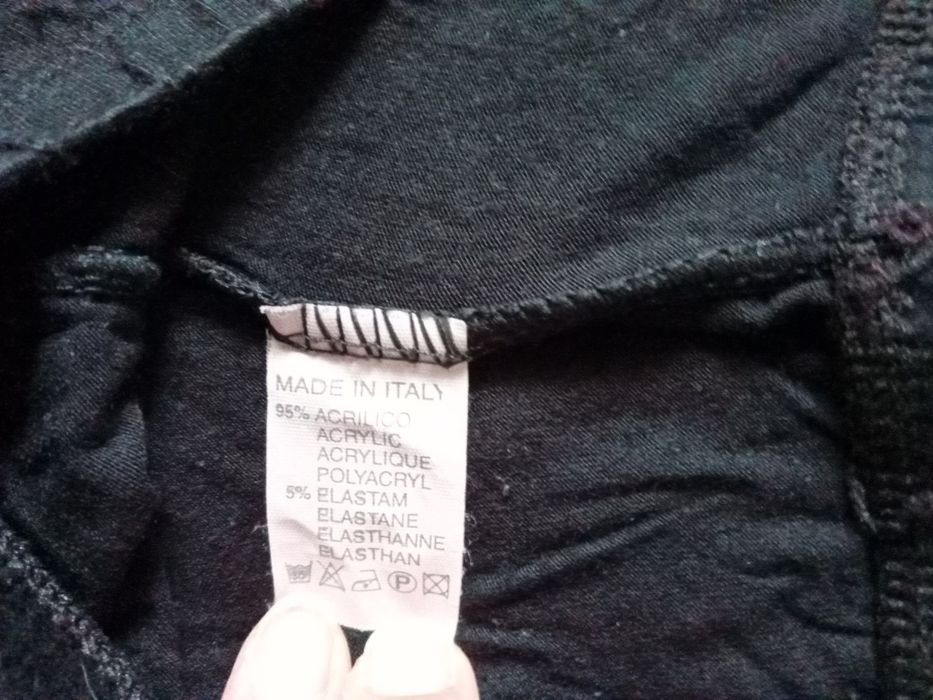 MADE IN ITALY
95% ACRILICO
ACRYLIC
ACRYLIQUE
POLYACRYL
5% ELASTAM
ELASTANE
ELASTHANNE
ELASTHAN
P